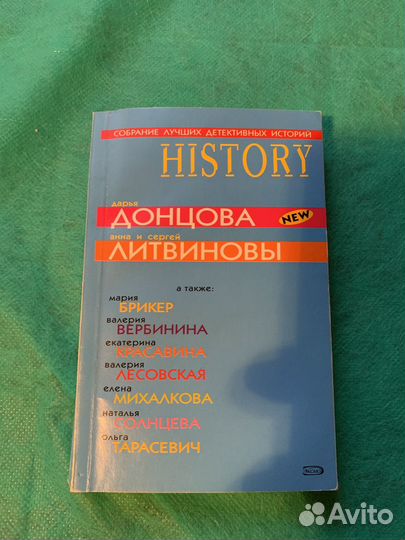 СОБРАНИЕ ЛУЧШИХ ДЕТЕКТИВНЫХ ИСТОРИЙ
HISTORY
дарья
ДОНЦОВА
NEW
анна и сергей
ЛИТВИНОВЫ
а также:
мария
БРИКЕР
валерия
ВЕРБИНИНА
екатерина
КРАСАВИНА
валерия
ЛЕСОВСКАЯ
елена
МИХАЛКОВА
наталья
СОЛНЦЕВА
ольга
ТАРАСЕВИЧ
Avito